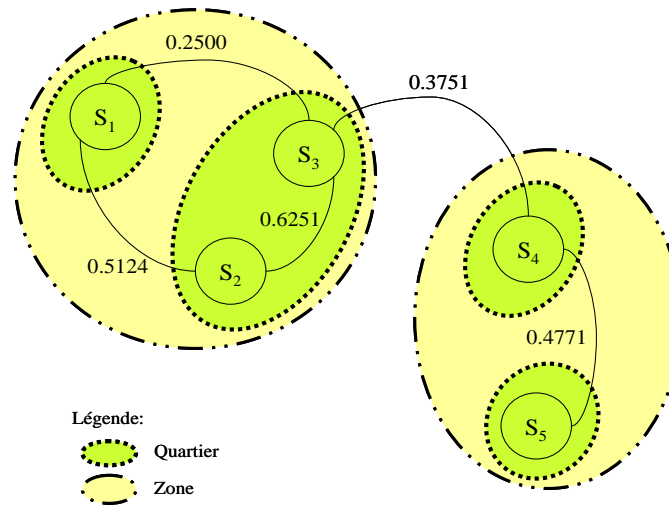 0.2500
0.3751
S1
S3
0.6251
0.5124
S2
S4
0.4771
S5
Légende:
Quartier
Zone